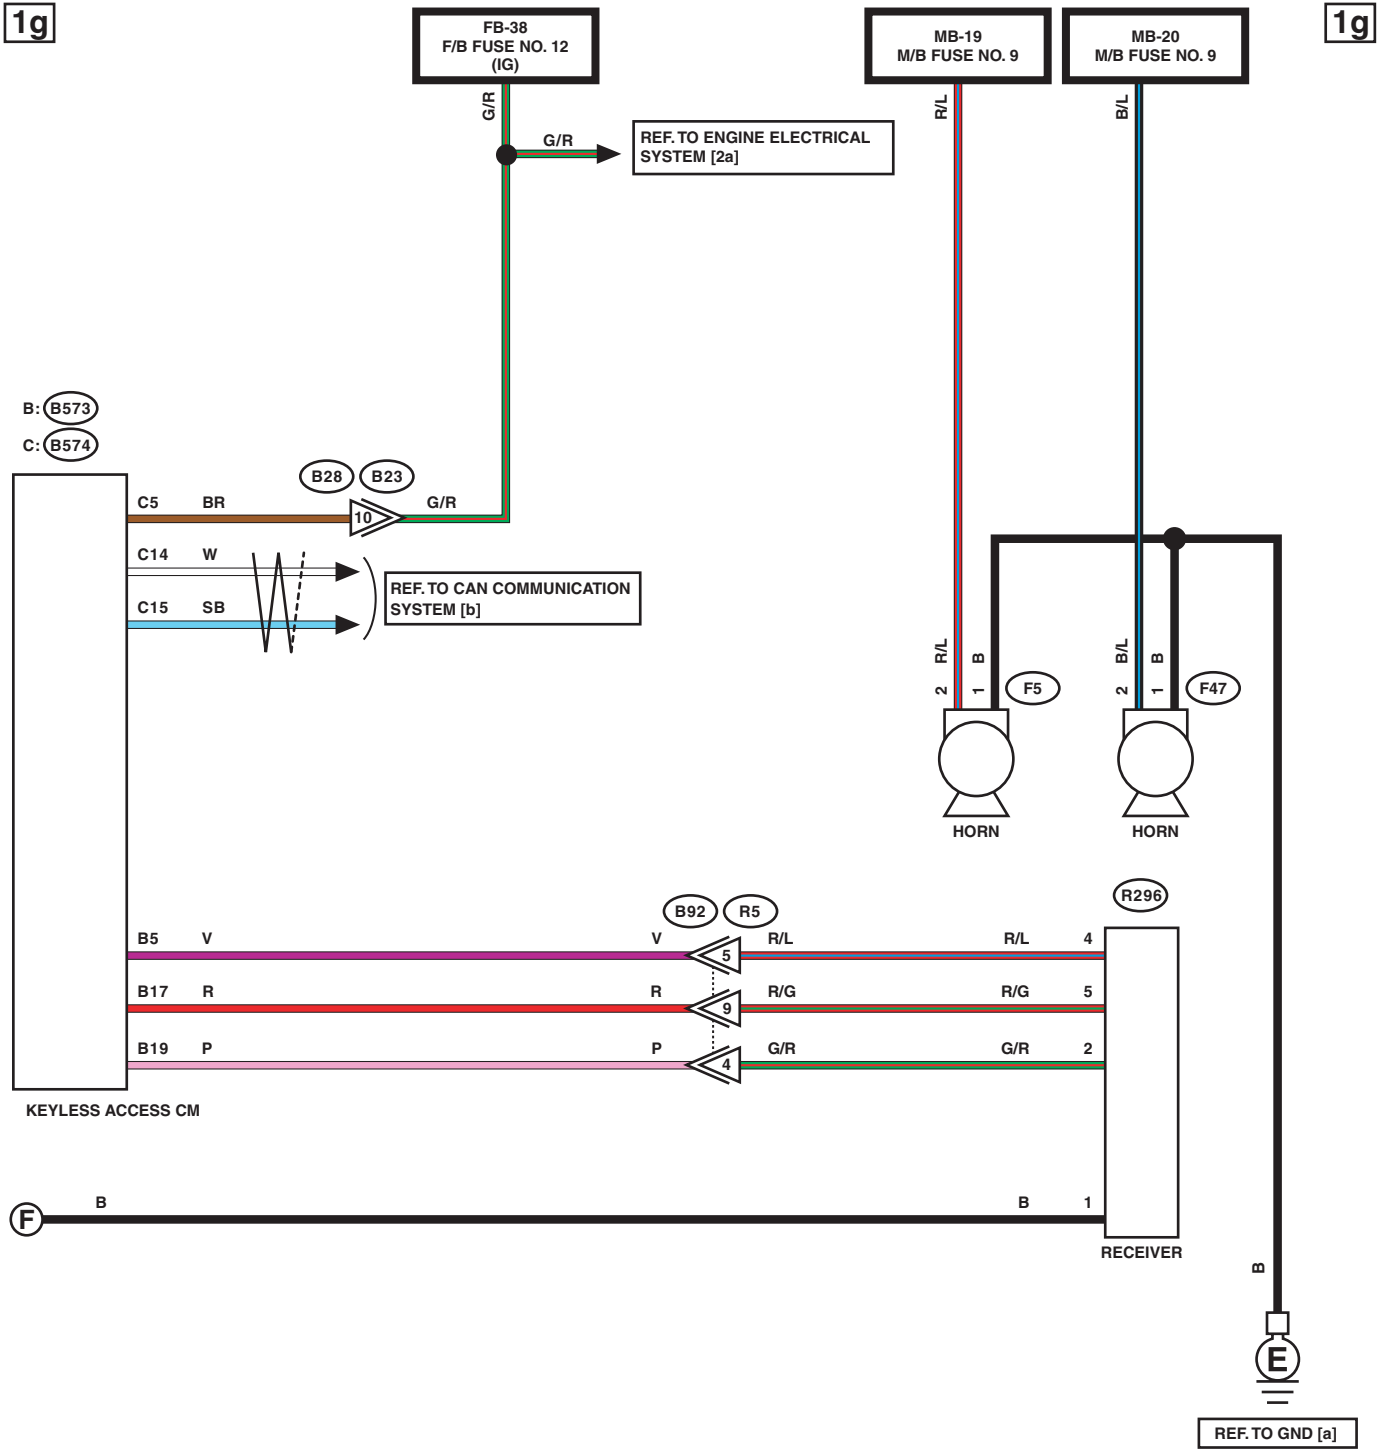 1g
1g
FB-38
F/B FUSE NO. 12
(IG)
MB-19
M/B FUSE NO. 9
MB-20
M/B FUSE NO. 9
G/R
R/L
B/L
G/R
REF. TO ENGINE ELECTRICAL
SYSTEM [2a]
B: B573
C: B574
B28 B23
C5 BR 10 G/R
C14 W
REF. TO CAN COMMUNICATION
SYSTEM [b]
C15 SB
R/L B B/L B
2 1 F5 2 1 F47
HORN HORN
R296
B92 R5
B5 V V 5 R/L R/L 4
B17 R R 9 R/G R/G 5
B19 P P 4 G/R G/R 2
KEYLESS ACCESS CM
F B B 1
RECEIVER
B
E
REF. TO GND [a]